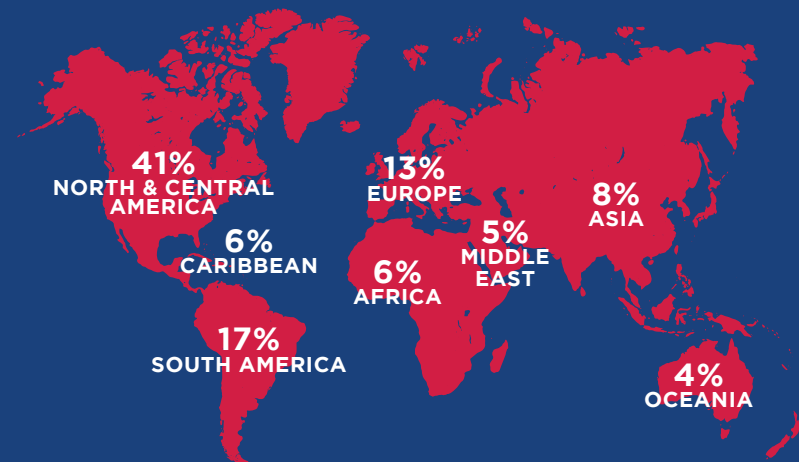 41%
NORTH & CENTRAL
AMERICA
6%
CARIBBEAN
17%
SOUTH AMERICA
13%
EUROPE
6%
AFRICA
5%
MIDDLE
EAST
8%
ASIA
4%
OCEANIA